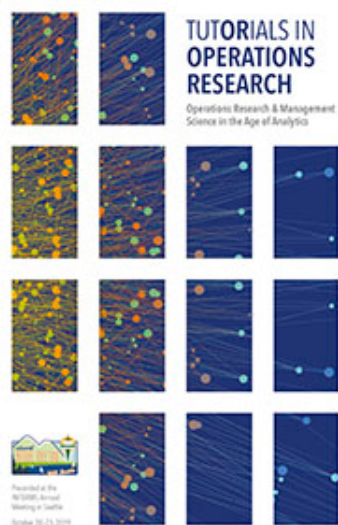 TUTORIALS IN
OPERATIONS
RESEARCH
Operations Research & Management
Science in the Age of Analytics
Presented at the
INFORMS Annual
Meeting in Seattle
October 20–23, 2019